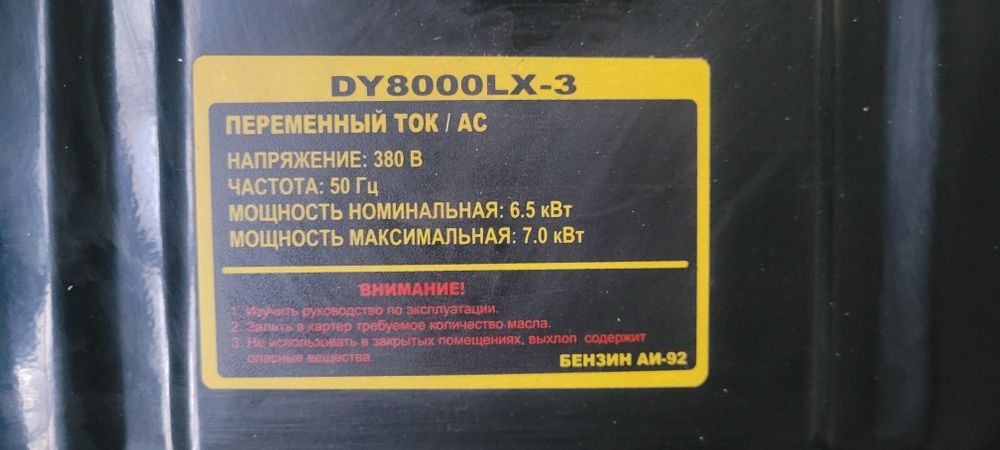 DY8000LX-3
ПЕРЕМЕННЫЙ ТОК / AC
НАПРЯЖЕНИЕ: 380 В
ЧАСТОТА: 50 Гц
МОЩНОСТЬ НОМИНАЛЬНАЯ: 6.5 кВт
МОЩНОСТЬ МАКСИМАЛЬНАЯ: 7.0 кВт
ВНИМАНИЕ!
1. Изучить руководство по эксплуатации.
2. Залить в картер требуемое количество масла.
3. Не использовать в закрытых помещениях, выхлоп содержит
опасные вещества
БЕНЗИН АИ-92